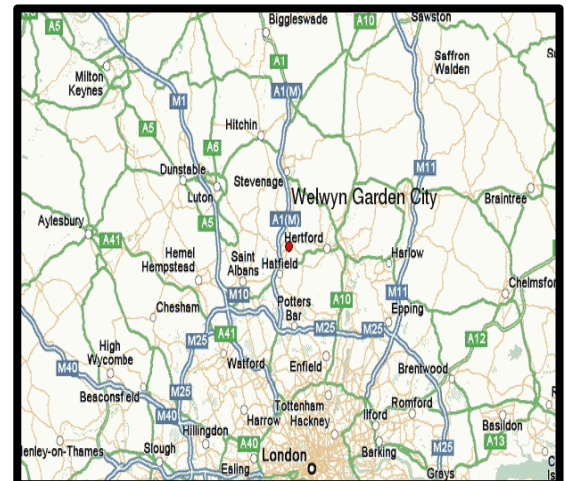 Biggleswade
A10
Sawston
A5
Milton
Keynes
A1
Saffron
Walden
A1(M)
M1
Hitchin
A5
A6
M11
Dunstable
Stevenage
Luton
Welwyn Garden City
Braintree
Aylesbury
A5
A1(M)
A41
Hertford
Hemel
Hempstead
Saint
Albans
Hatfield
Harlow
Chelmsfor
M10
A10
M11
Chesham
Potters
Bar
Epping
M25
A41
M25
M25
A12
High
Wycombe
Watford
Enfield
M40
Brentwood
Beaconsfield
M25
Tottenham
Romford
M40
Harrow
Hackney
Ilford
Basildon
Hillingdon
A40
Barking
M25
A13
enley-on-Thames
Slough
London
Ealing
Grays